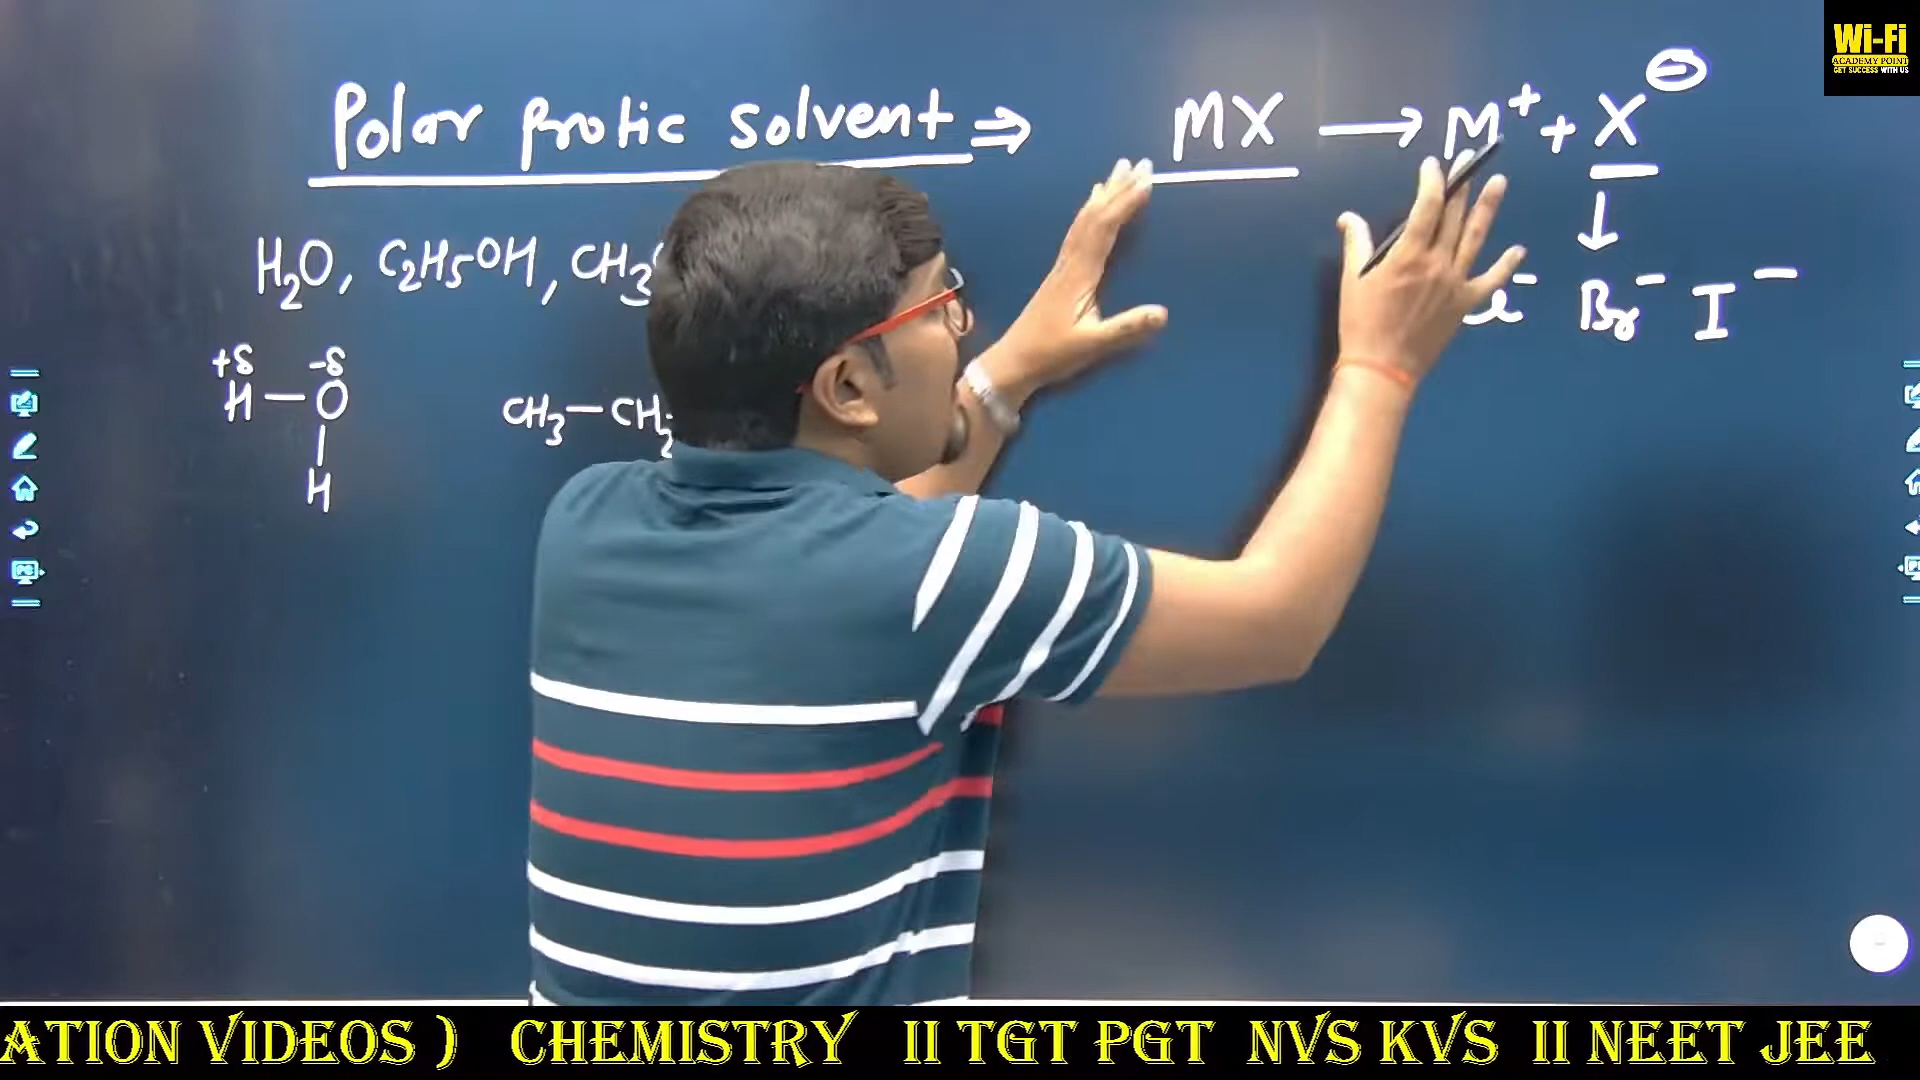 Wi-Fi
ACADEMY POINT
GET SUCCESS WITH US
Polar protic solvent ⇒ MX → M⁺ + X⊖
↓
H₂O, C₂H₅OH, CH₃
Br⁻ I⁻
+δ -δ
H—O
H
CH₃—CH₂
ATION VIDEOS ) CHEMISTRY II TGT PGT NVS KVS II NEET JEE